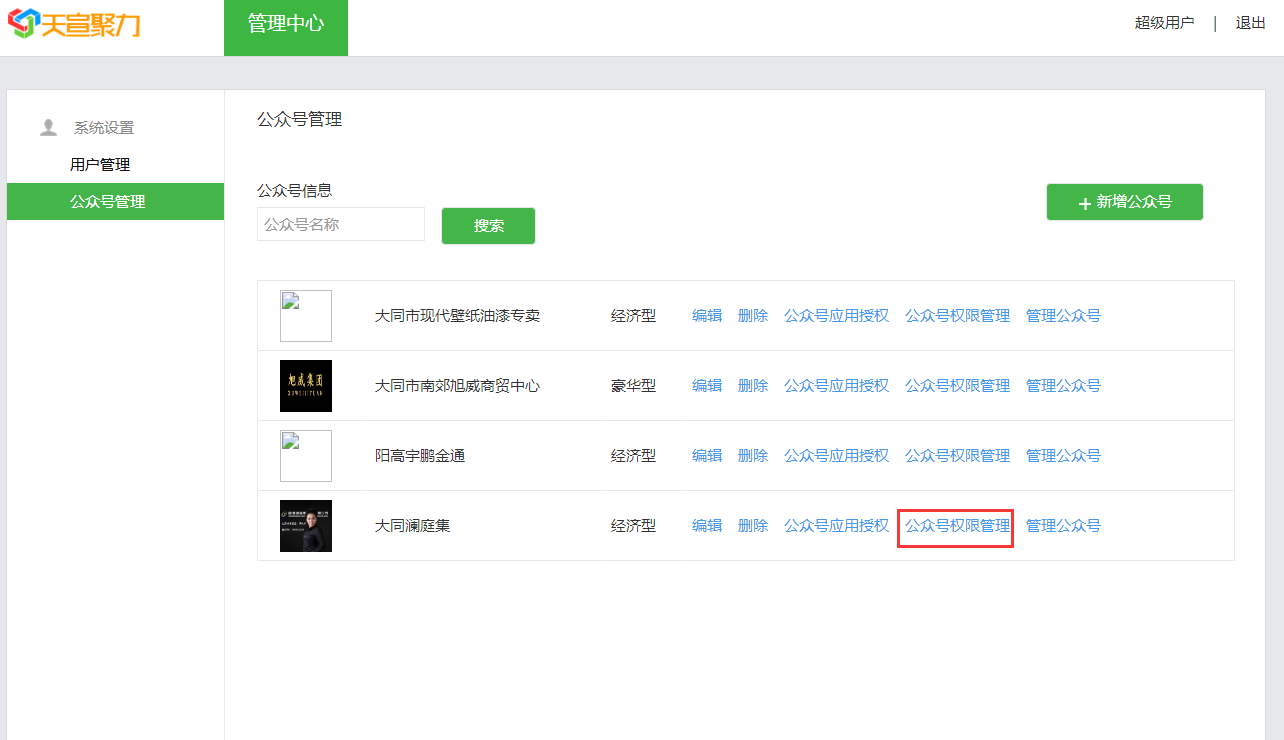 天宣聚力
管理中心
超级用户 | 退出
系统设置
用户管理
公众号管理
公众号管理
公众号信息
公众号名称 搜索
+ 新增公众号
大同市现代壁纸油漆专卖 经济型 编辑 删除 公众号应用授权 公众号权限管理 管理公众号
旭威集团
大同市南郊旭威商贸中心 豪华型 编辑 删除 公众号应用授权 公众号权限管理 管理公众号
阳高宇鹏金通 经济型 编辑 删除 公众号应用授权 公众号权限管理 管理公众号
大同澜庭集 经济型 编辑 删除 公众号应用授权 公众号权限管理 管理公众号